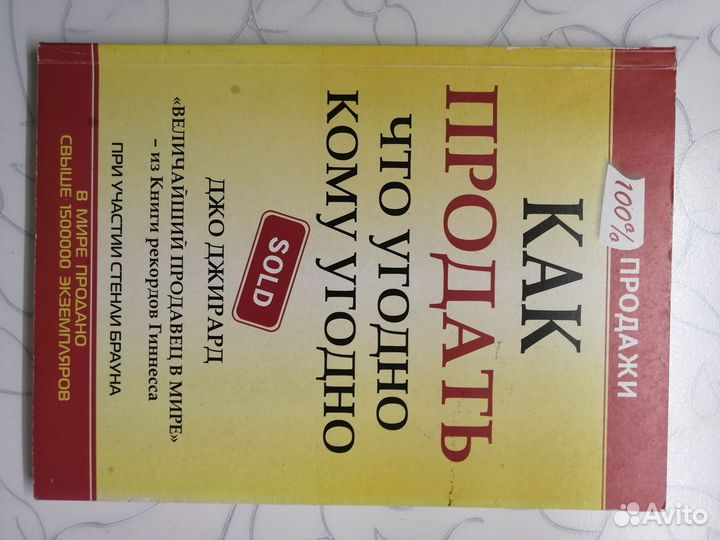 100% ПРОДАЖИ
КАК
ПРОДАТЬ
ЧТО УГОДНО
КОМУ УГОДНО
SOLD
ДЖО ДЖИРАРД
«ВЕЛИЧАЙШИЙ ПРОДАВЕЦ В МИРЕ»
– из Книги рекордов Гиннесса
ПРИ УЧАСТИИ СТЕНЛИ БРАУНА
В МИРЕ ПРОДАНО
СВЫШЕ 1500000 ЭКЗЕМПЛЯРОВ
Avito